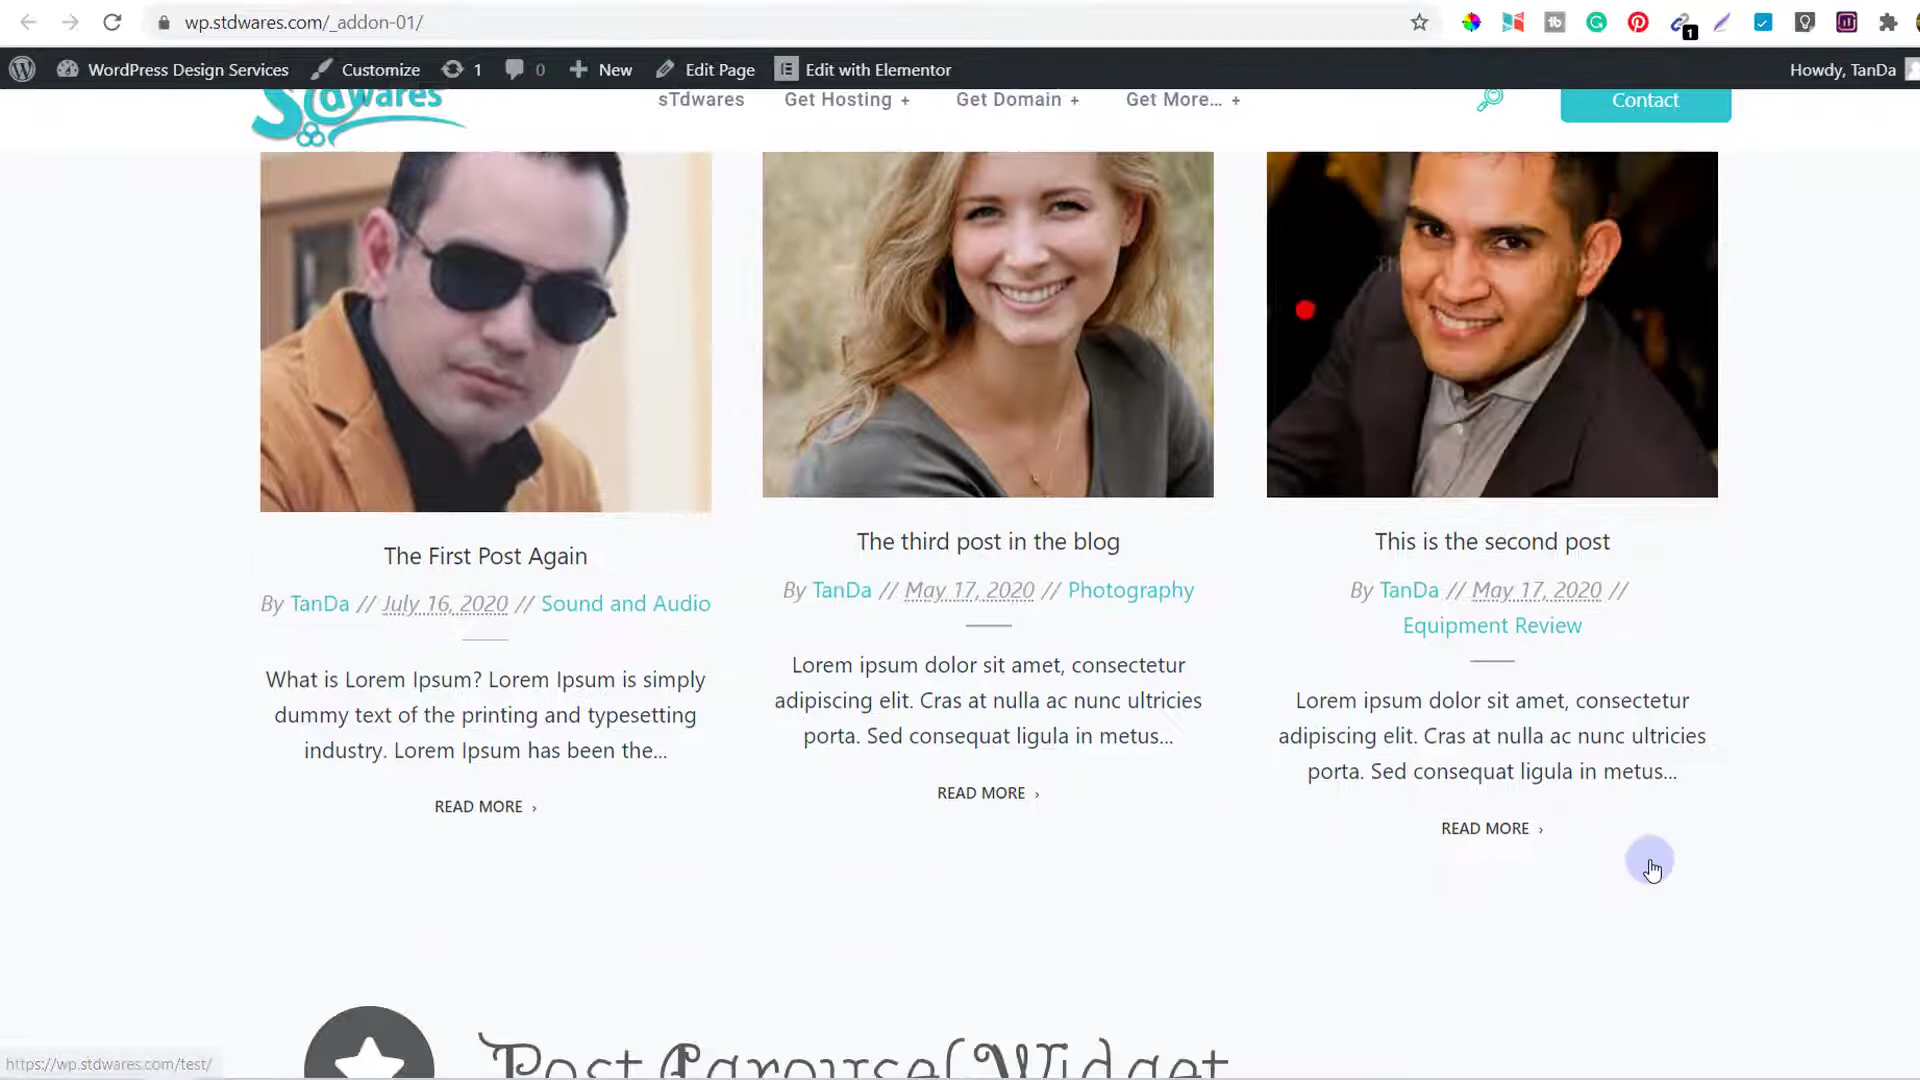 wp.stdwares.com/_addon-01/
1
WordPress Design Services
Customize
1
0
New
Edit Page
Edit with Elementor
Howdy, TanDa
sTdwares
sTdwares
Get Hosting +
Get Domain +
Get More... +
Contact
The First Post Again
By TanDa // July 16, 2020 // Sound and Audio
What is Lorem Ipsum? Lorem Ipsum is simply
dummy text of the printing and typesetting
industry. Lorem Ipsum has been the...
READ MORE ›
The third post in the blog
By TanDa // May 17, 2020 // Photography
Lorem ipsum dolor sit amet, consectetur
adipiscing elit. Cras at nulla ac nunc ultricies
porta. Sed consequat ligula in metus...
READ MORE ›
This is the second post
By TanDa // May 17, 2020 //
Equipment Review
Lorem ipsum dolor sit amet, consectetur
adipiscing elit. Cras at nulla ac nunc ultricies
porta. Sed consequat ligula in metus...
READ MORE ›
Post Carousel Widget
https://wp.stdwares.com/test/